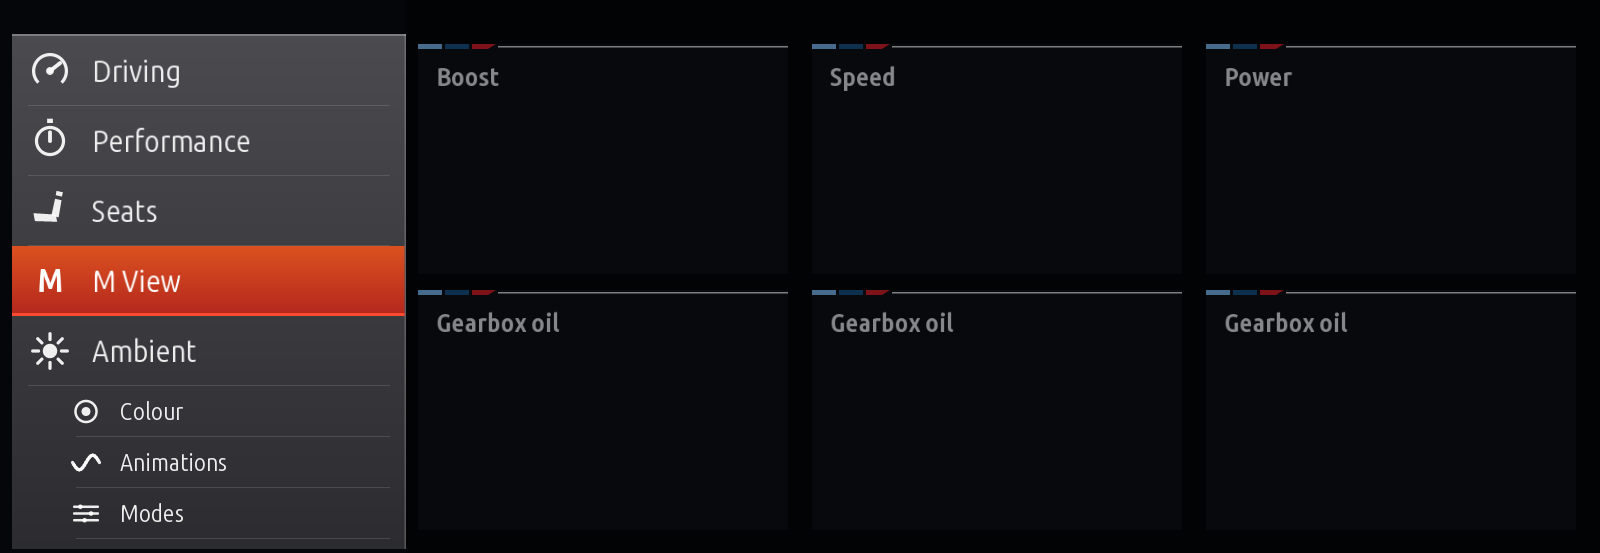 Driving
Performance
Seats
M M View
Ambient
Colour
Animations
Modes
Boost
Speed
Power
Gearbox oil
Gearbox oil
Gearbox oil